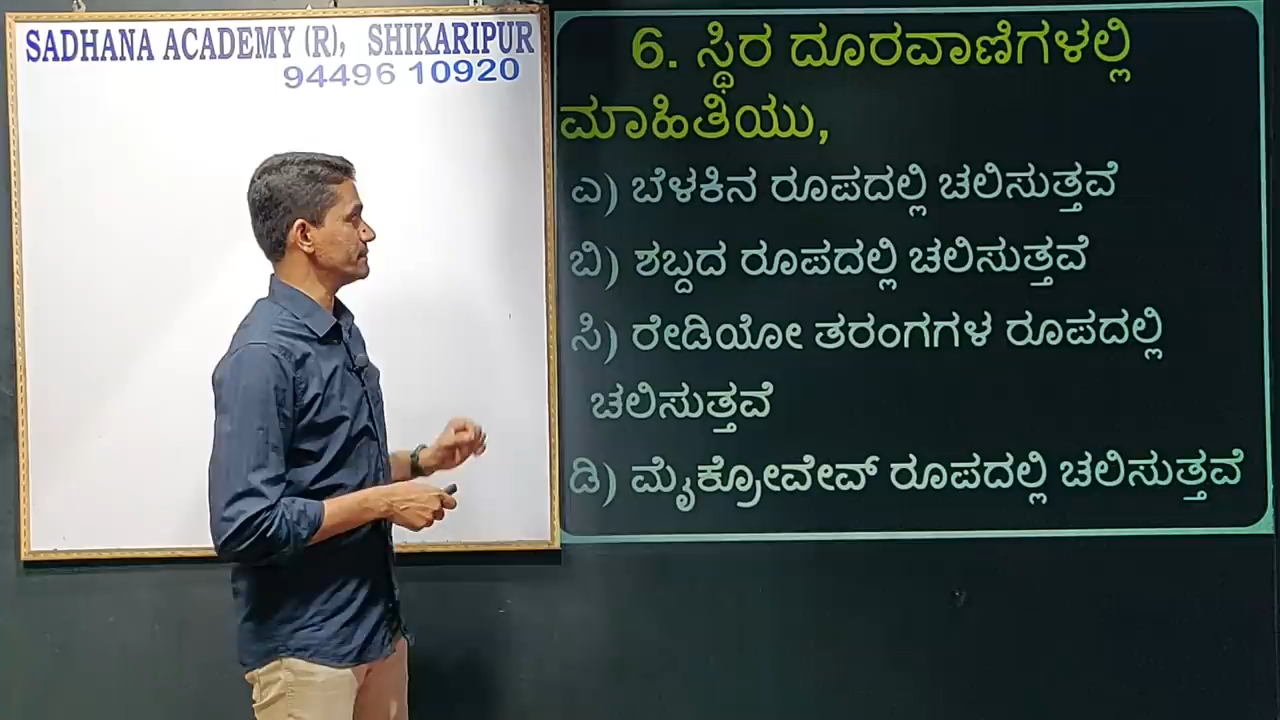 SADHANA ACADEMY (R), SHIKARIPUR
94496 10920
6. ಸ್ಥಿರ ದೂರವಾಣಿಗಳಲ್ಲಿ
ಮಾಹಿತಿಯು,
ಎ) ಬೆಳಕಿನ ರೂಪದಲ್ಲಿ ಚಲಿಸುತ್ತವೆ
ಬಿ) ಶಬ್ದದ ರೂಪದಲ್ಲಿ ಚಲಿಸುತ್ತವೆ
ಸಿ) ರೇಡಿಯೋ ತರಂಗಗಳ ರೂಪದಲ್ಲಿ
ಚಲಿಸುತ್ತವೆ
ಡಿ) ಮೈಕ್ರೋವೇವ್ ರೂಪದಲ್ಲಿ ಚಲಿಸುತ್ತವೆ